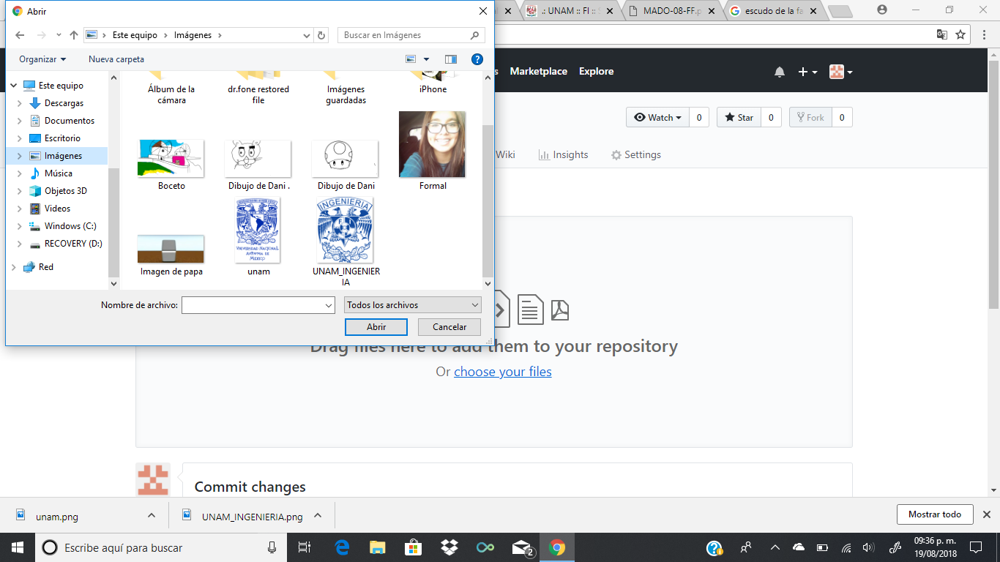 Abrir
.: UNAM :: FI ::
MADO-08-FF.p
escudo de la fa
Este equipo
Imágenes
Buscar en Imágenes
Organizar
Nueva carpeta
s
Marketplace
Explore
Este equipo
Descargas
Documentos
Escritorio
Imágenes
Música
Objetos 3D
Videos
Windows (C:)
RECOVERY (D:)
Red
Álbum de la
cámara
dr.fone restored
file
Imágenes
guardadas
iPhone
Boceto
Dibujo de Dani .
Dibujo de Dani
Formal
INGENIERIA
UNIVERSIDAD NACIONAL
AVTONOMA DE
MEXICO
Imagen de papa
unam
UNAM_INGENIER
IA
Watch
0
Star
0
Fork
0
Wiki
Insights
Settings
Nombre de archivo:
Todos los archivos
Abrir
Cancelar
Drag files here to add them to your repository
Or choose your files
Commit changes
unam.png
UNAM_INGENIERIA.png
Mostrar todo
Escribe aquí para buscar
2
09:36 p. m.
19/08/2018